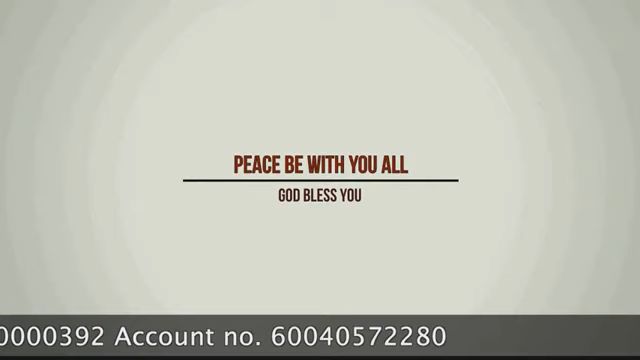 PEACE BE WITH YOU ALL
GOD BLESS YOU
0000392 Account no. 60040572280